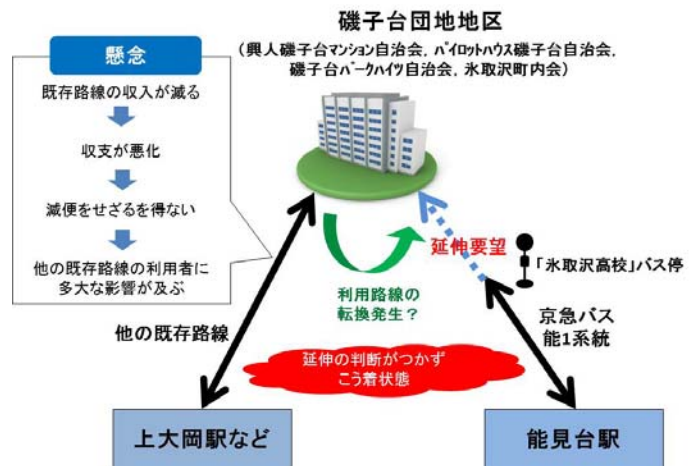 磯子台団地地区
（興人磯子台マンション自治会，パイロットハウス磯子台自治会，
磯子台パークハイツ自治会，氷取沢町内会）
懸念
既存路線の収入が減る
収支が悪化
減便をせざるを得ない
他の既存路線の利用者に
多大な影響が及ぶ
延伸要望
「氷取沢高校」バス停
利用路線の
転換発生？
他の既存路線
京急バス
能1系統
延伸の判断がつかず
こう着状態
上大岡駅など
能見台駅